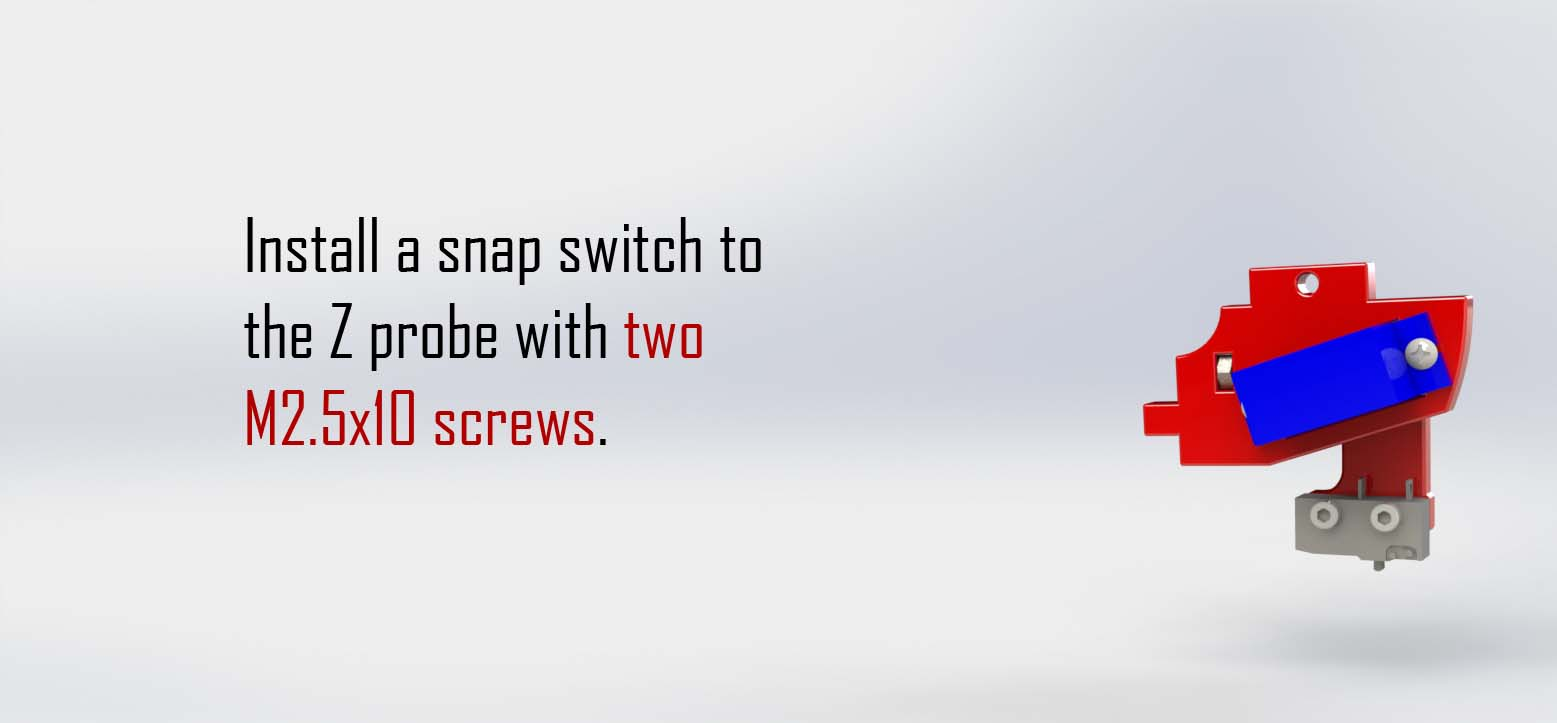 Install a snap switch to
the Z probe with two
M2.5x10 screws.